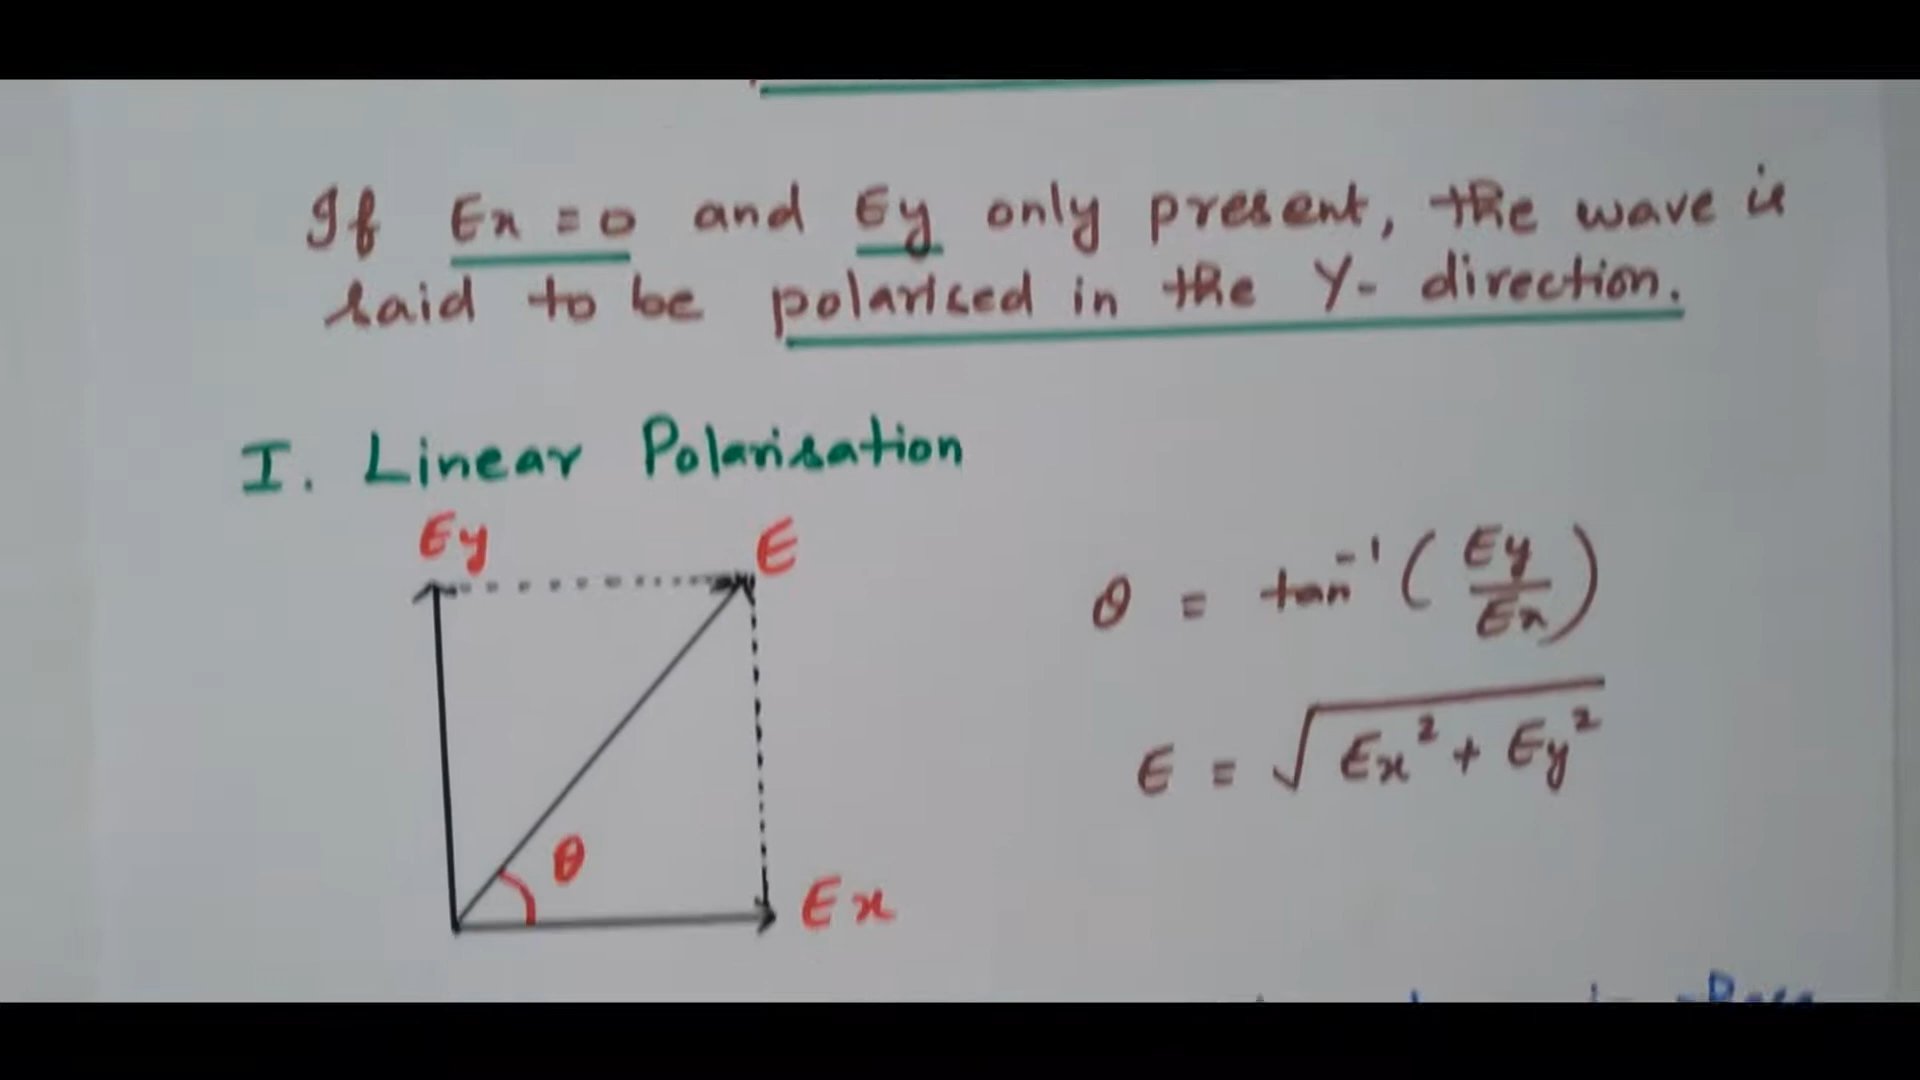 If Ex = 0 and Ey only present, the wave is
said to be polarised in the Y- direction.
I. Linear Polarisation
Ey
E
θ = tan⁻¹ (Ey/Ex)
E = √Ex² + Ey²
θ
Ex